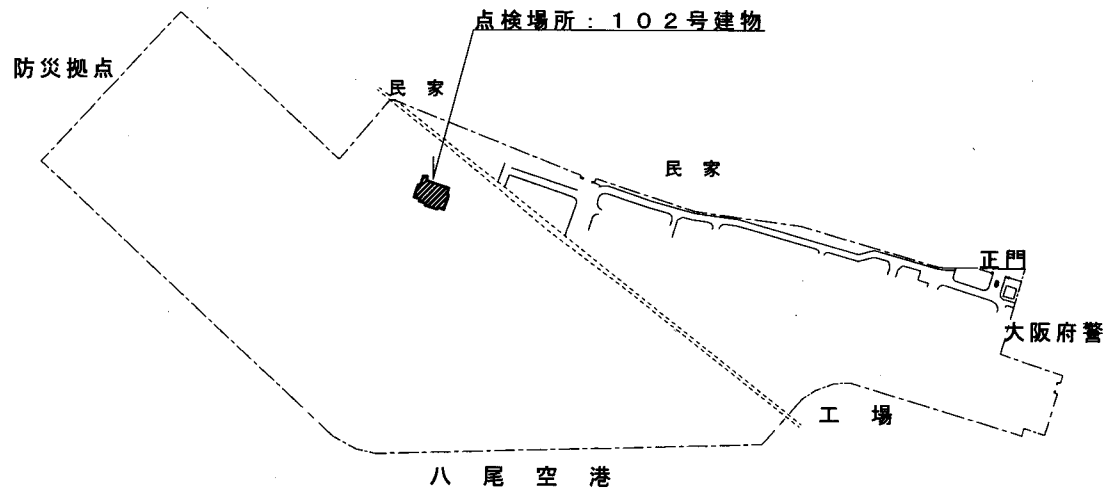 点検場所：１０２号建物
防災拠点
民家
民家
正門
大阪府警
工場
八尾空港